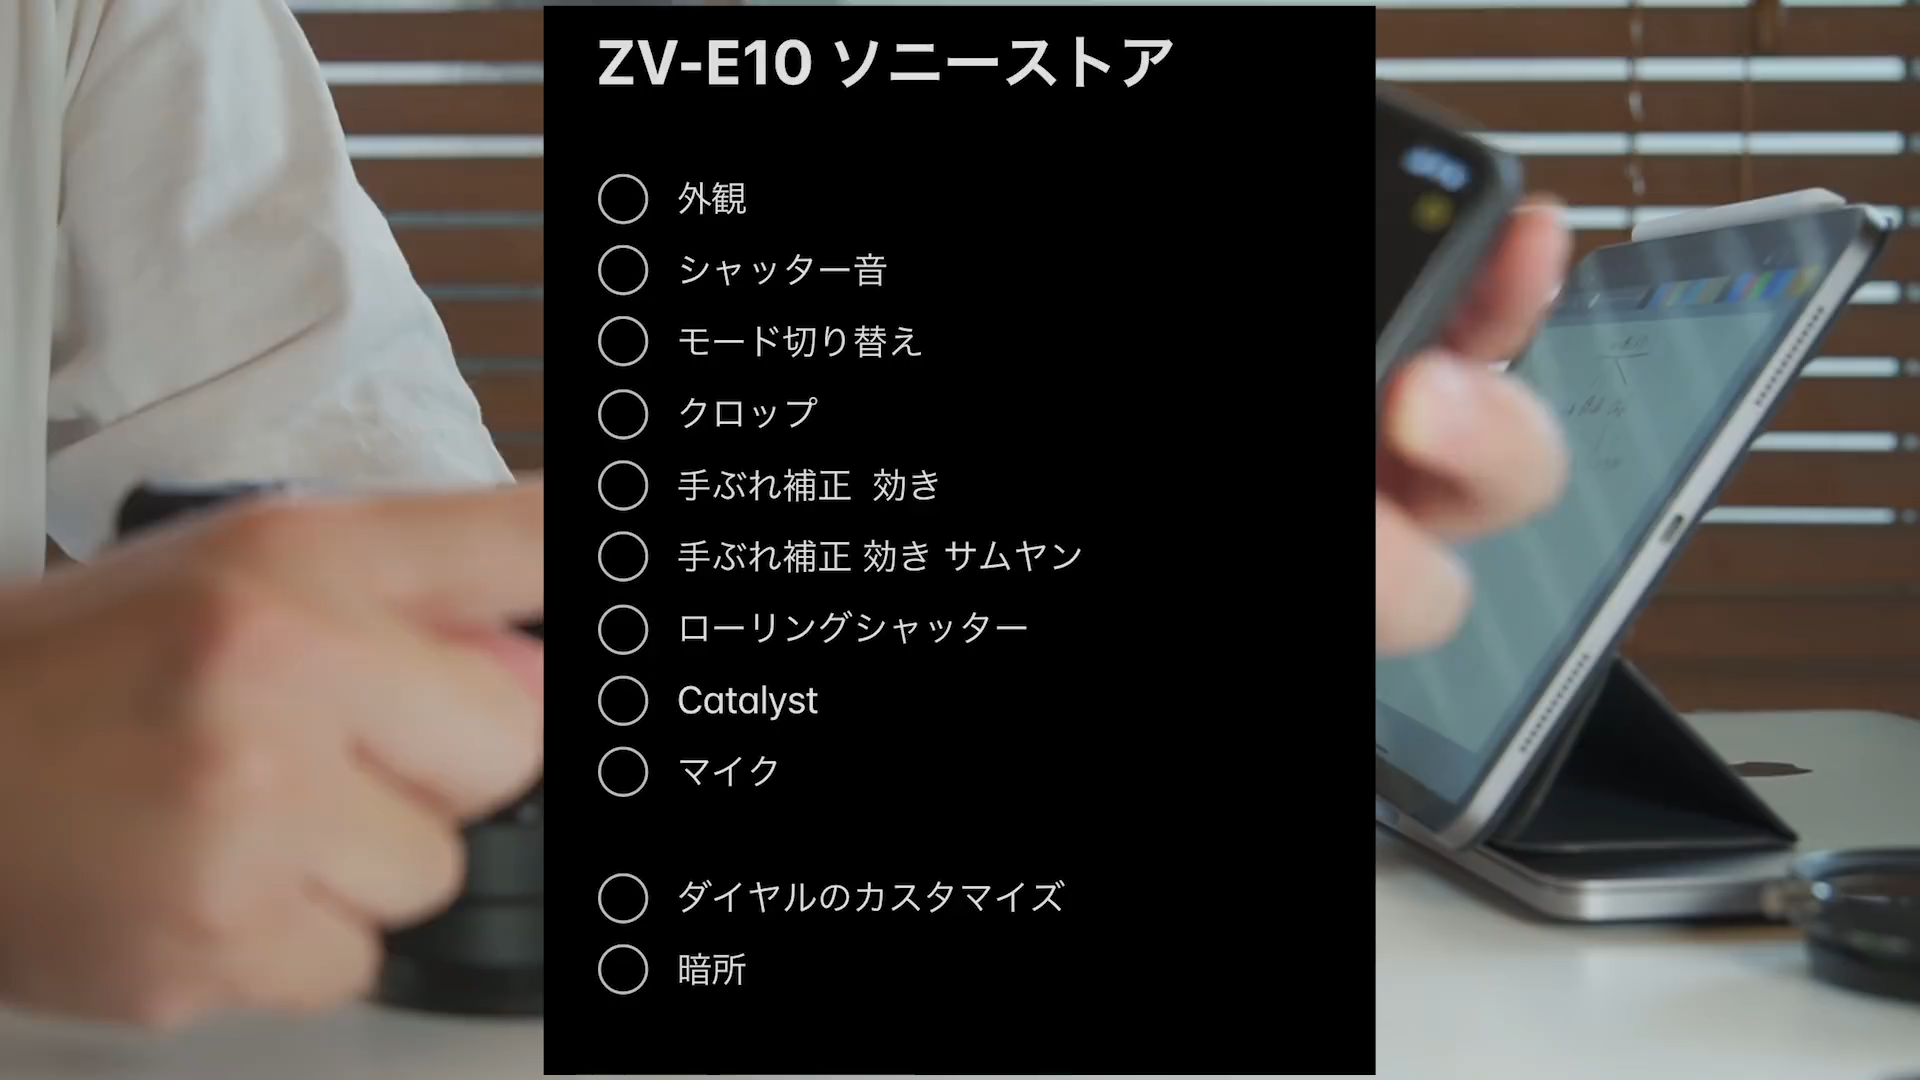 ZV-E10 ソニーストア
外観
シャッター音
モード切り替え
クロップ
手ぶれ補正 効き
手ぶれ補正 効き サムヤン
ローリングシャッター
Catalyst
マイク
ダイヤルのカスタマイズ
暗所